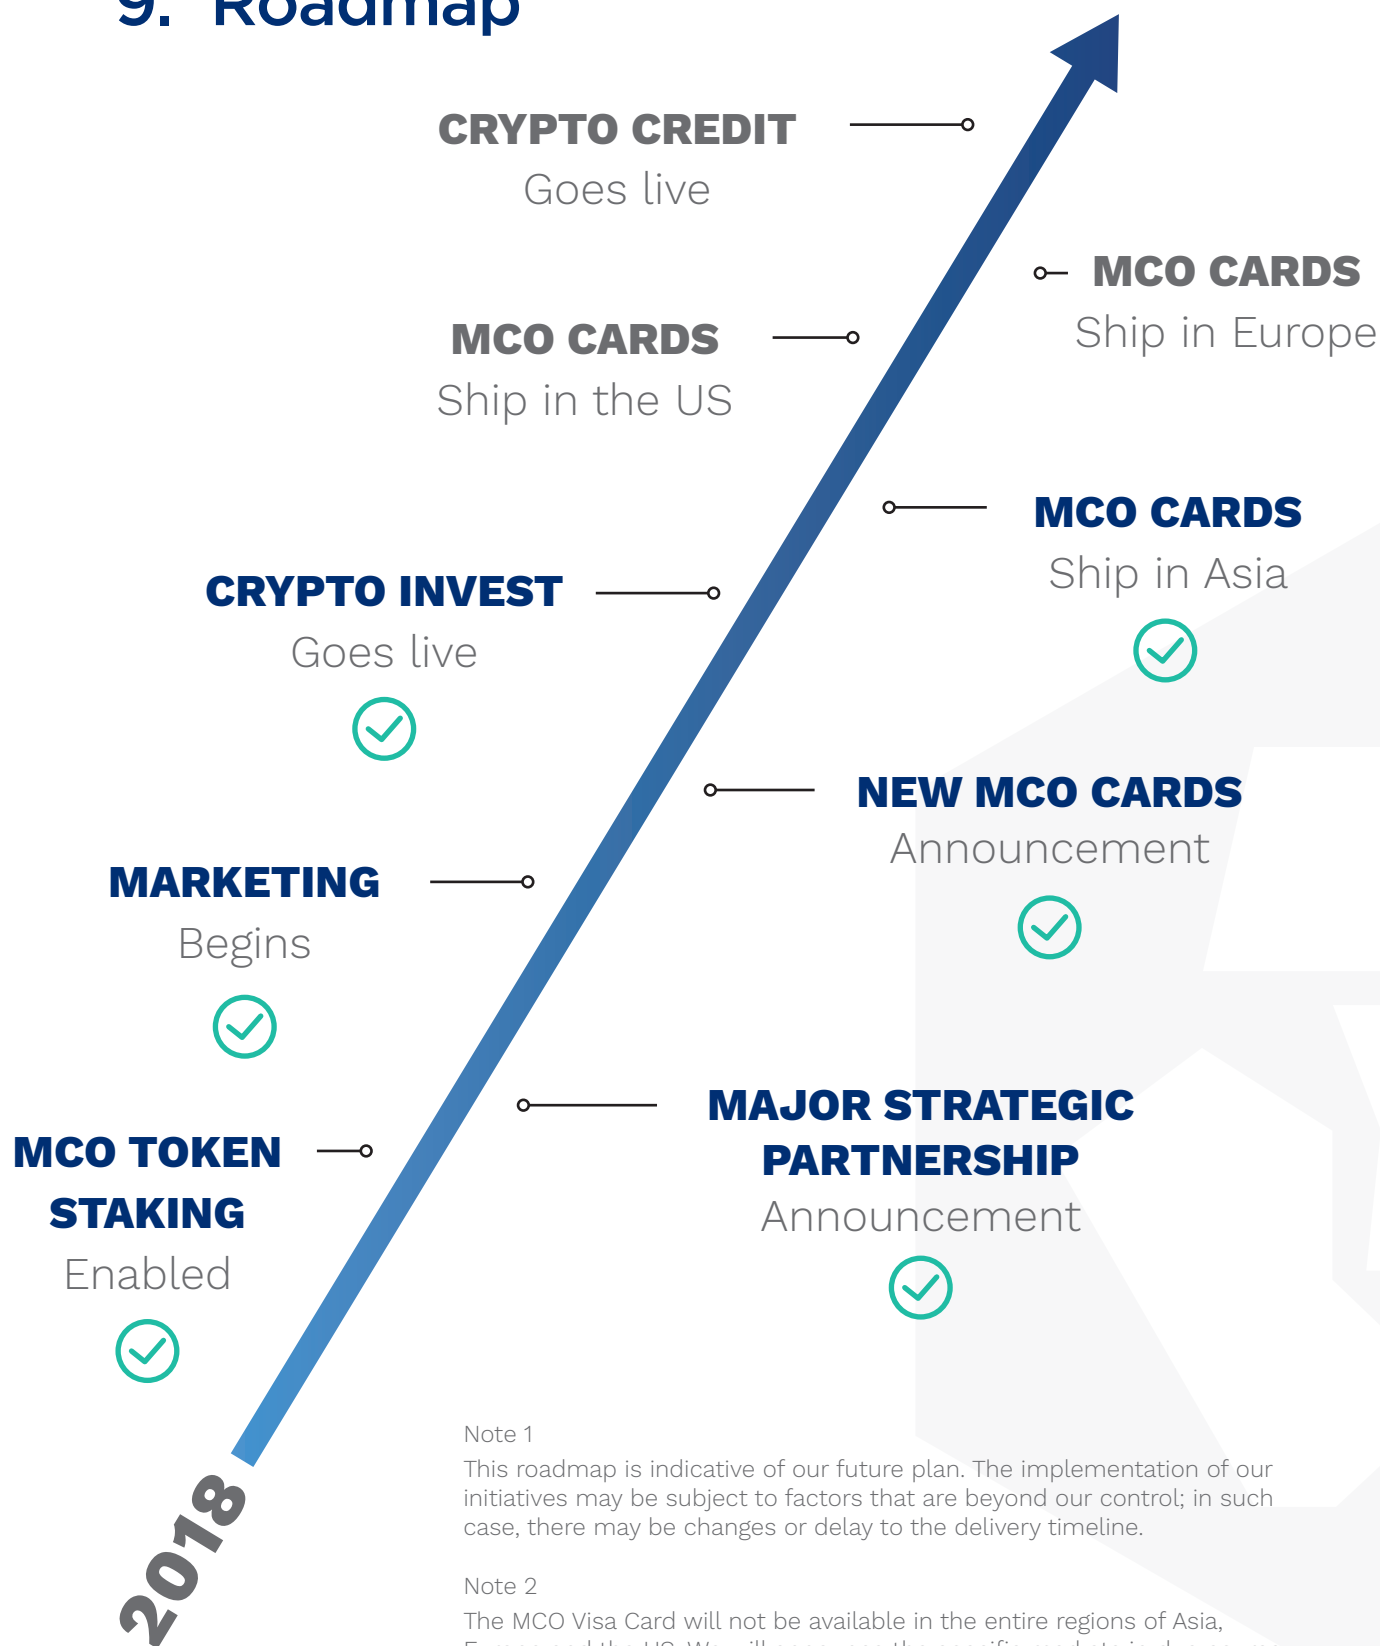 9. Roadmap
CRYPTO CREDIT
Goes live
MCO CARDS
Ship in Europe
MCO CARDS
Ship in the US
MCO CARDS
Ship in Asia
CRYPTO INVEST
Goes live
NEW MCO CARDS
Announcement
MARKETING
Begins
MAJOR STRATEGIC
PARTNERSHIP
Announcement
MCO TOKEN
STAKING
Enabled
2018
Note 1
This roadmap is indicative of our future plan. The implementation of our
initiatives may be subject to factors that are beyond our control; in such
case, there may be changes or delay to the delivery timeline.
Note 2
The MCO Visa Card will not be available in the entire regions of Asia,